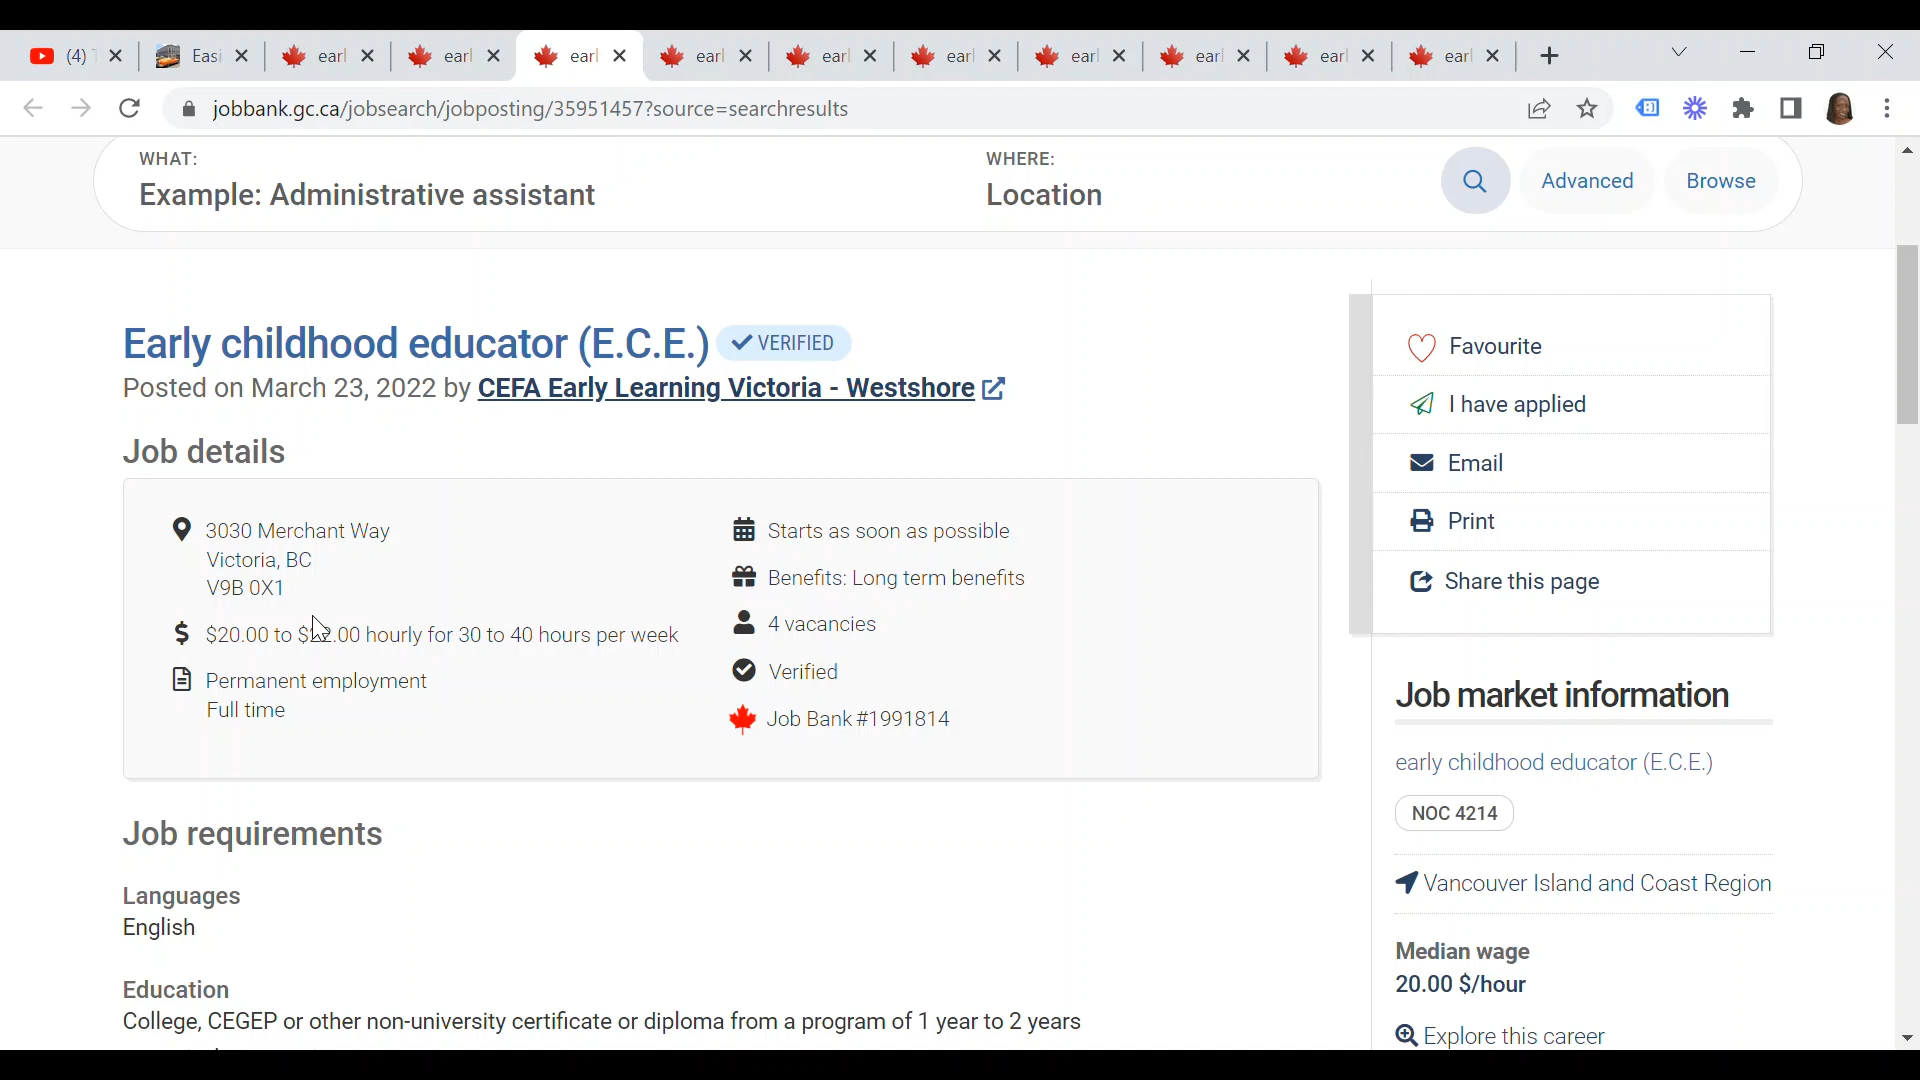 (4)
Easi
earl
earl
earl
earl
earl
earl
earl
earl
earl
earl
jobbank.gc.ca/jobsearch/jobposting/35951457?source=searchresults
WHAT:
Example: Administrative assistant
WHERE:
Location
Advanced
Browse
Early childhood educator (E.C.E.)
VERIFIED
Posted on March 23, 2022 by CEFA Early Learning Victoria - Westshore
Job details
3030 Merchant Way
Victoria, BC
V9B 0X1
$20.00 to $22.00 hourly for 30 to 40 hours per week
Permanent employment
Full time
Starts as soon as possible
Benefits: Long term benefits
4 vacancies
Verified
Job Bank #1991814
Job requirements
Languages
English
Education
College, CEGEP or other non-university certificate or diploma from a program of 1 year to 2 years
Favourite
I have applied
Email
Print
Share this page
Job market information
early childhood educator (E.C.E.)
NOC 4214
Vancouver Island and Coast Region
Median wage
20.00 $/hour
Explore this career